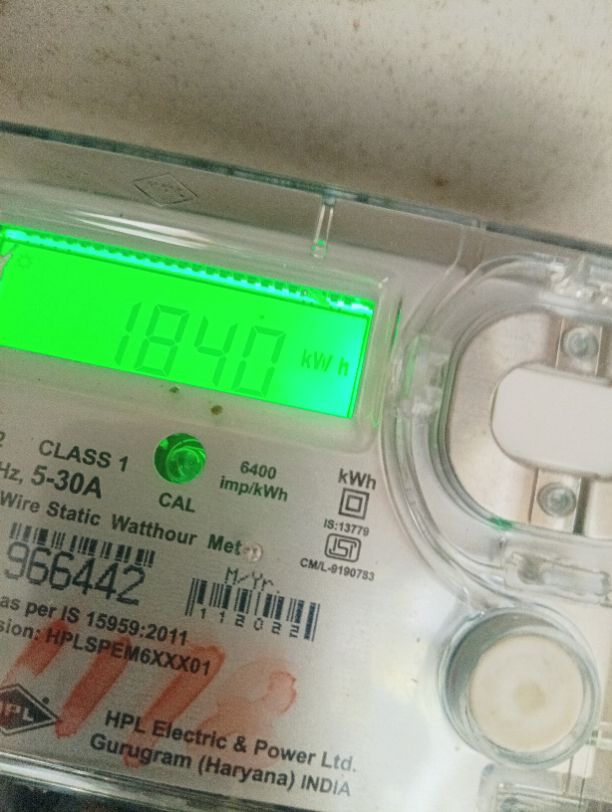 1840 kWh
CLASS 1
Hz, 5-30A
CAL
6400
imp/kWh
kWh
IS:13779
CM/L-9190783
Wire Static Watthour Met
966442
M/Yr.
112022
as per IS 15959:2011
sion: HPLSPEM6XXX01
HPL
HPL Electric & Power Ltd.
Gurugram (Haryana) INDIA